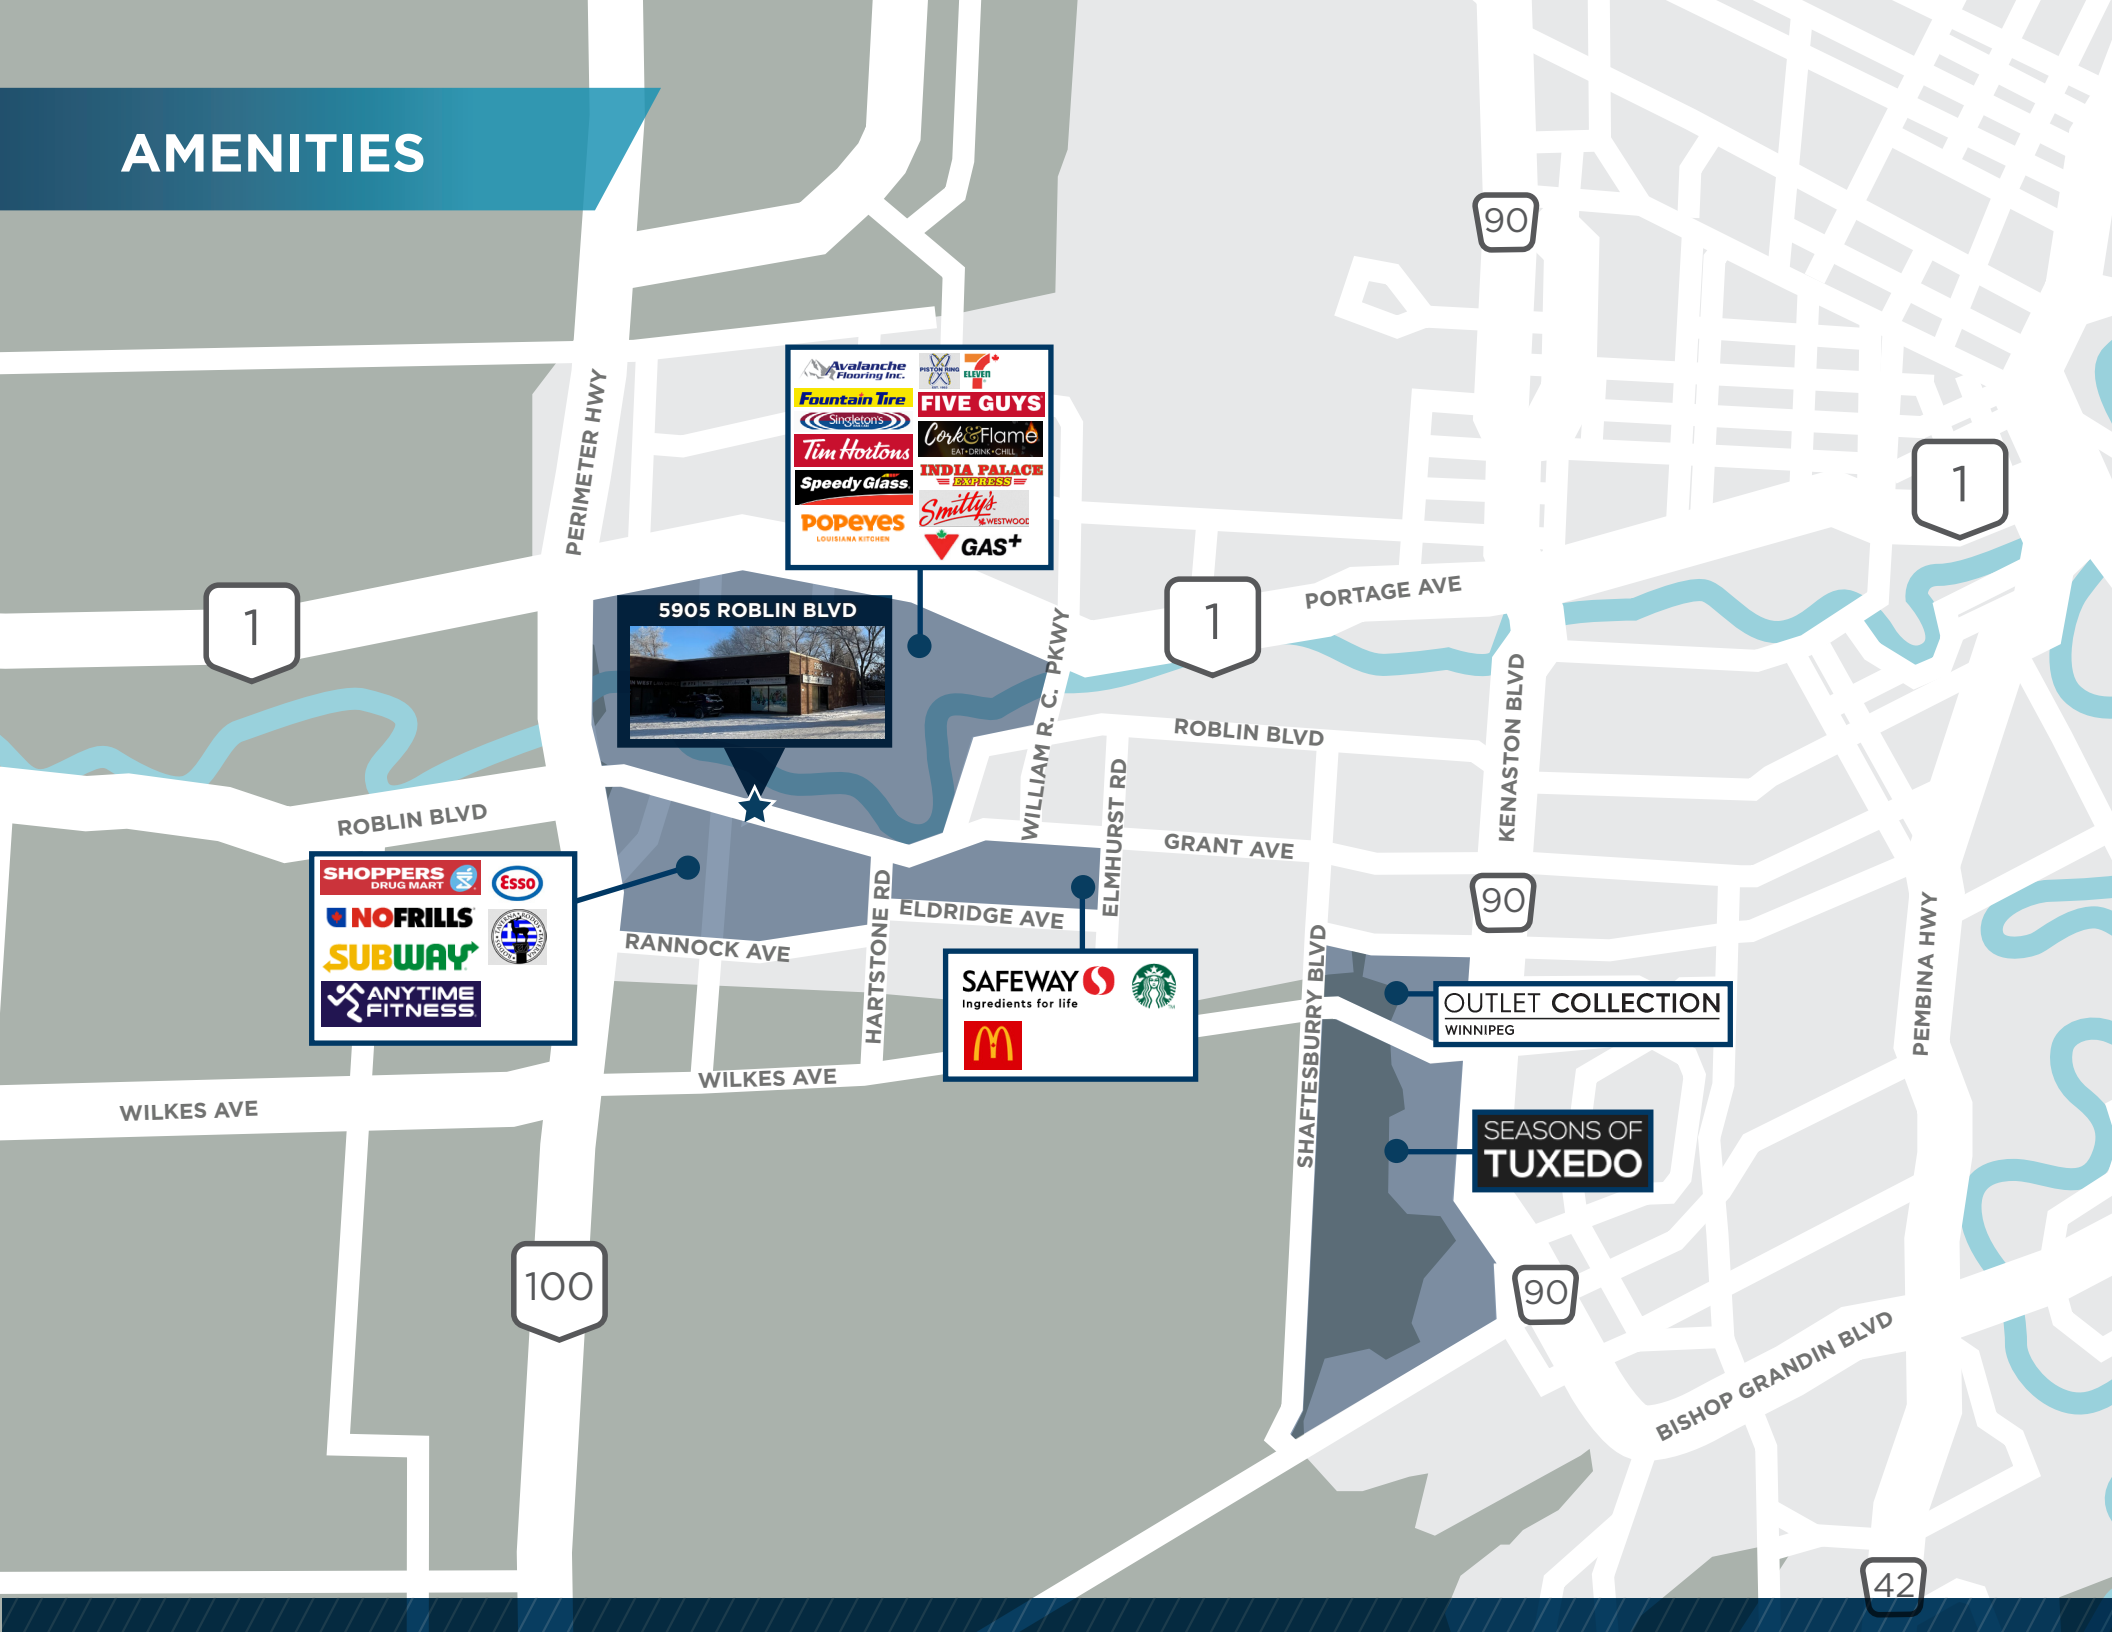 AMENITIES
90
1
1
1
90
90
100
42
PERIMETER HWY
PORTAGE AVE
WILLIAM R. C. PKWY
ROBLIN BLVD
KENASTON BLVD
ELMHURST RD
GRANT AVE
ROBLIN BLVD
HARTSTONE RD
ELDRIDGE AVE
RANNOCK AVE
SHAFTESBURRY BLVD
PEMBINA HWY
WILKES AVE
WILKES AVE
BISHOP GRANDIN BLVD
Avalanche
Flooring Inc.
PISTON RING
7
ELEVEN
Fountain Tire
FIVE GUYS
Singleton's
Cork&Flame
EAT•DRINK•CHILL
Tim Hortons
INDIA PALACE
EXPRESS
Speedy Glass
Smitty's
WESTWOOD
POPEYES
LOUISIANA KITCHEN
GAS+
5905 ROBLIN BLVD
SHOPPERS
DRUG MART
Esso
NOFRILLS
SUBWAY
ANYTIME
FITNESS
SAFEWAY
Ingredients for life
OUTLET COLLECTION
WINNIPEG
SEASONS OF
TUXEDO